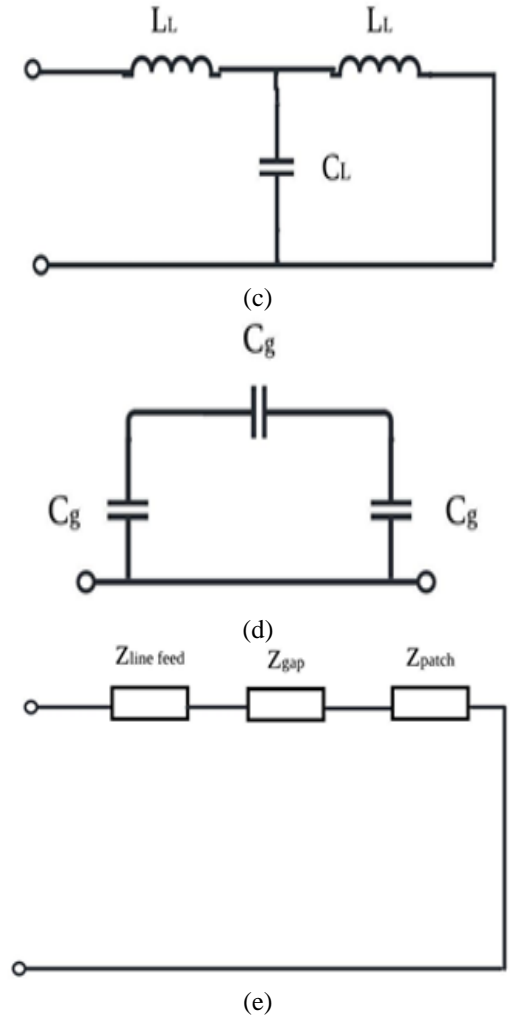 LL LL
CL
(c)
Cg
Cg Cg
(d)
Zline feed Zgap Zpatch
(e)